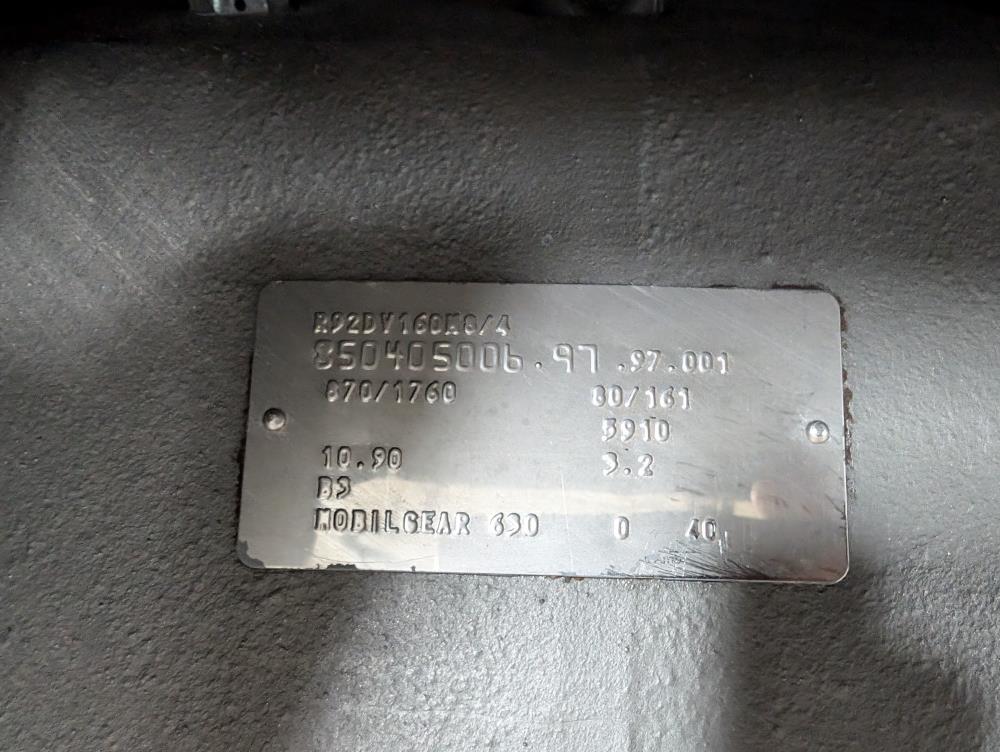 R92DV160M8/4
850405006.97 .97.001
870/1760 80/161
5910
10.90 3.2
B3
MOBILGEAR 630 0 40